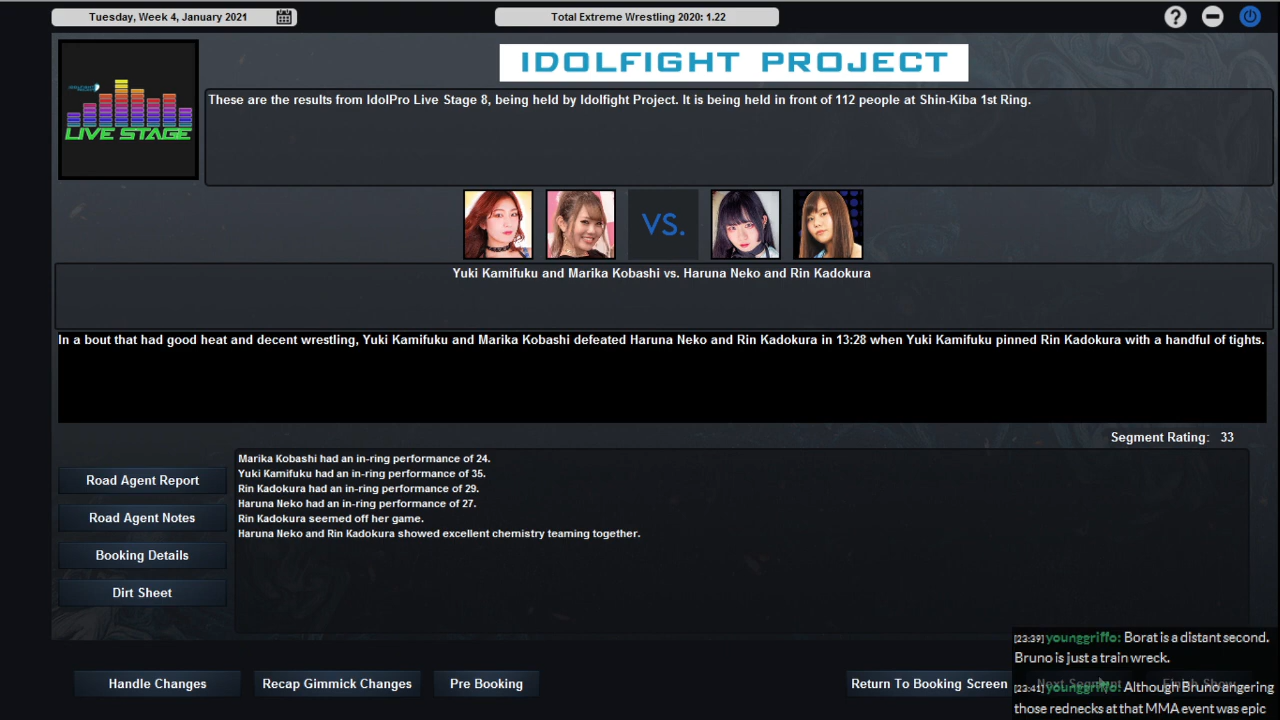 Tuesday, Week 4, January 2021
Total Extreme Wrestling 2020: 1.22
?
IDOLFIGHT PROJECT
LIVE STAGE
These are the results from IdolPro Live Stage 8, being held by Idolfight Project. It is being held in front of 112 people at Shin-Kiba 1st Ring.
VS.
Yuki Kamifuku and Marika Kobashi vs. Haruna Neko and Rin Kadokura
In a bout that had good heat and decent wrestling, Yuki Kamifuku and Marika Kobashi defeated Haruna Neko and Rin Kadokura in 13:28 when Yuki Kamifuku pinned Rin Kadokura with a handful of tights.
Segment Rating: 33
Marika Kobashi had an in-ring performance of 24.
Yuki Kamifuku had an in-ring performance of 35.
Rin Kadokura had an in-ring performance of 29.
Haruna Neko had an in-ring performance of 27.
Rin Kadokura seemed off her game.
Haruna Neko and Rin Kadokura showed excellent chemistry teaming together.
Road Agent Report
Road Agent Notes
Booking Details
Dirt Sheet
Handle Changes
Recap Gimmick Changes
Pre Booking
Return To Booking Screen
Next Segment
Finish Show
[23:39] younggriffo: Borat is a distant second.
Bruno is just a train wreck.
[23:41] younggriffo: Although Bruno angering
those rednecks at that MMA event was epic